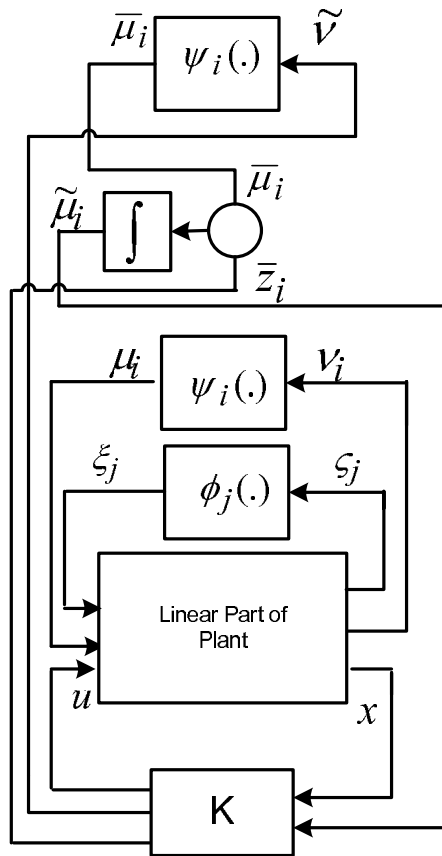 μ̄ᵢ
ψᵢ(.)
ν̃
μ̄ᵢ
μ̃ᵢ
∫
z̄ᵢ
μᵢ
ψᵢ(.)
νᵢ
ξⱼ
ϕⱼ(.)
ςⱼ
Linear Part of
Plant
u
x
K